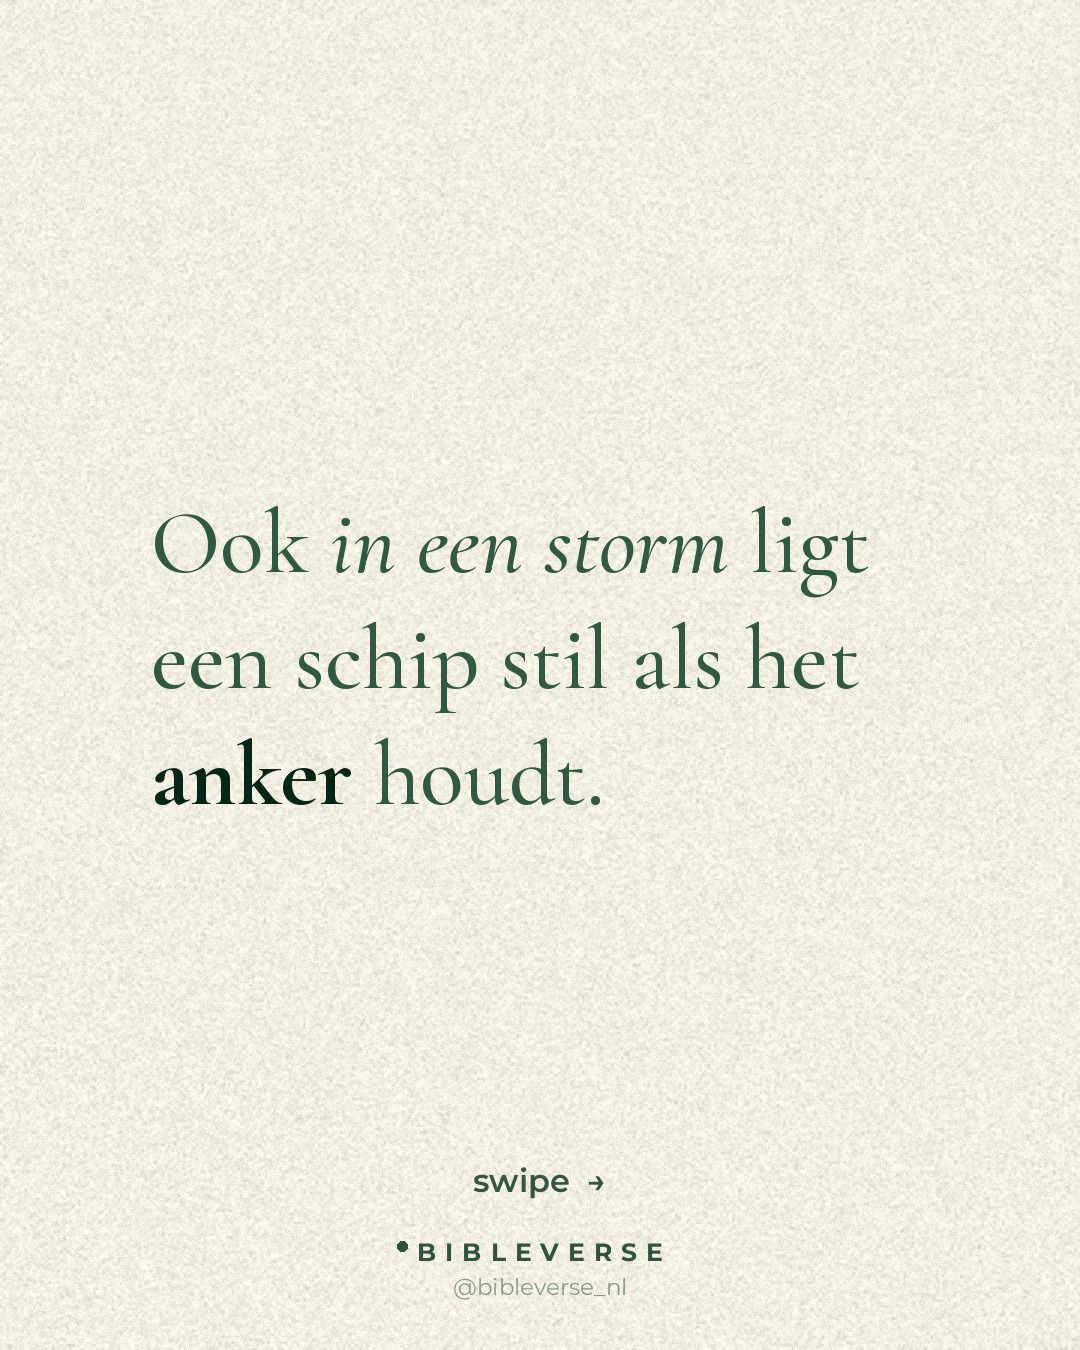 Ook in een storm ligt
een schip stil als het
anker houdt.
swipe →
BIBLEVERSE
@bibleverse_nl